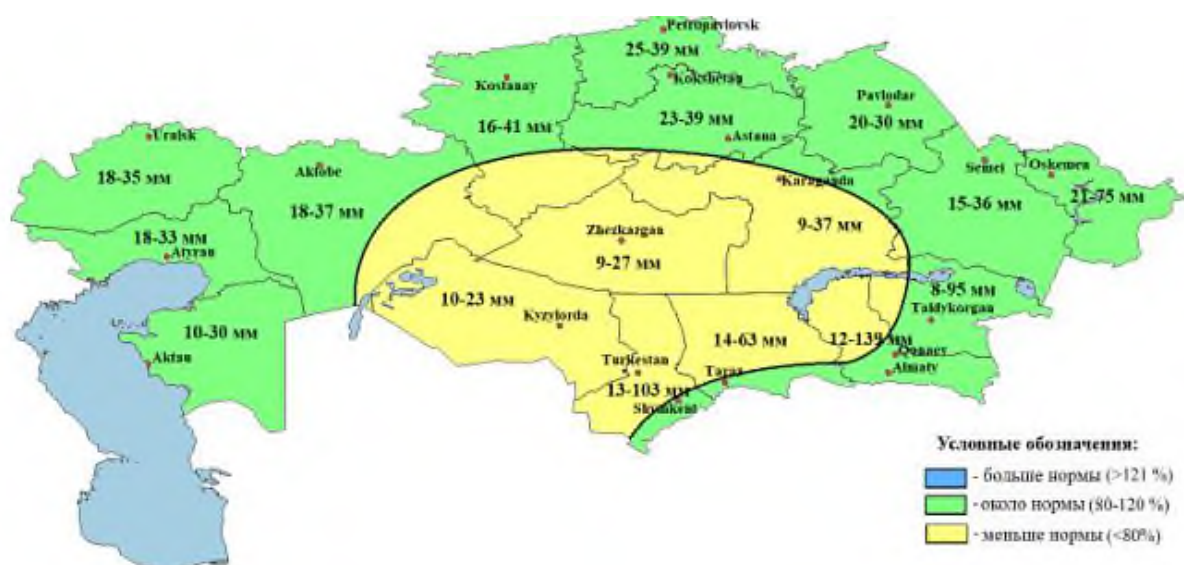 Petropavlovsk
25-39 мм
Kokshetau
Kostanay
16-41 мм
23-39 мм
Astana
Pavlodar
20-30 мм
Uralsk
18-35 мм
Aktobe
18-37 мм
Karaganda
Semei
Oskemen
15-36 мм
21-75 мм
18-33 мм
Atyrau
Zhezkazgan
9-27 мм
9-37 мм
10-30 мм
Aktau
10-23 мм
Kyzylorda
8-95 мм
Taldykorgan
14-63 мм
12-139 мм
Qonaev
Almaty
Turkestan
13-103 мм
Taraz
Shymkent
Условные обозначения:
- больше нормы (>121 %)
- около нормы (80-120 %)
- меньше нормы (<80%)